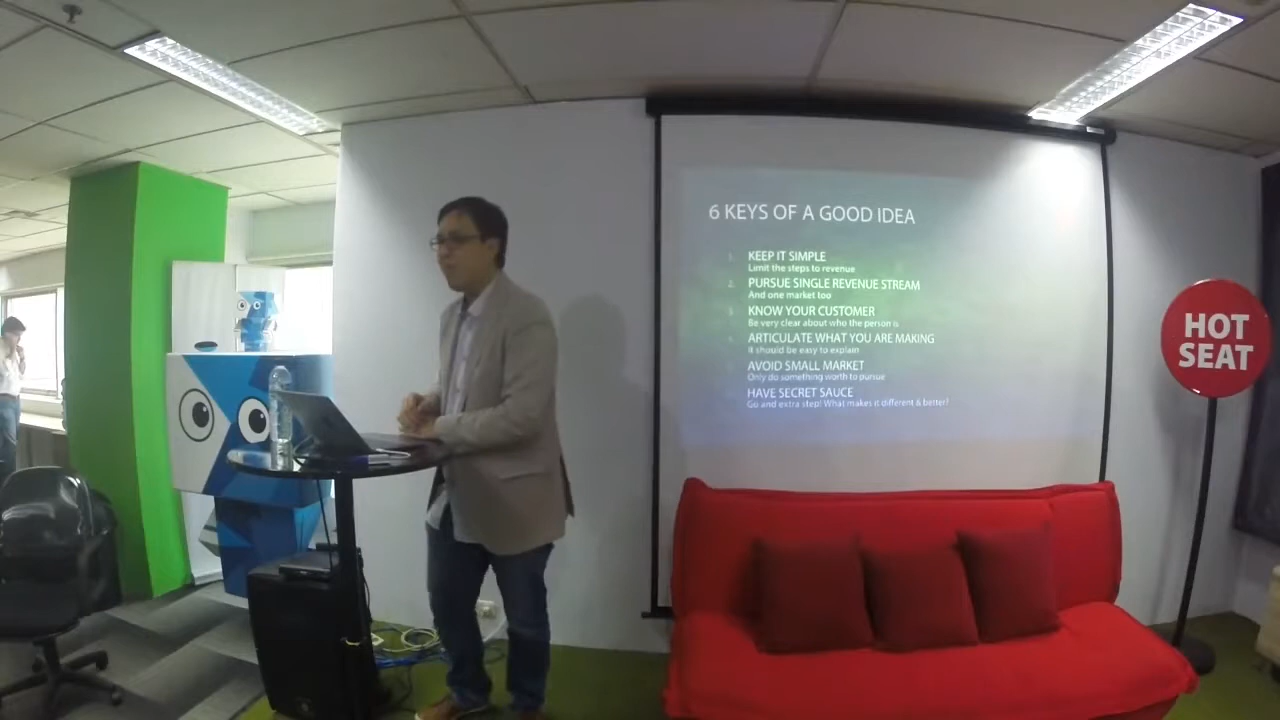 6 KEYS OF A GOOD IDEA
1. KEEP IT SIMPLE
Limit the steps to revenue
2. PURSUE SINGLE REVENUE STREAM
And one market too
3. KNOW YOUR CUSTOMER
Be very clear about who the person is
4. ARTICULATE WHAT YOU ARE MAKING
It should be easy to explain
AVOID SMALL MARKET
Only do something worth to pursue
HAVE SECRET SAUCE
Go and extra step! What makes it different & better?
HOT
SEAT